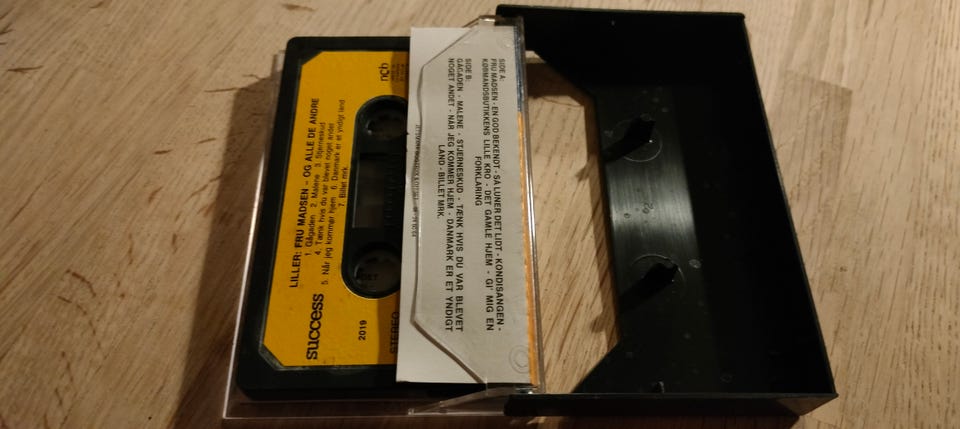 LILLER: FRU MADSEN – OG ALLE DE ANDRE
1. Gågaden 2. Malene 3. Stjerneskud
4. Tænk hvis du var blevet noget andet
5. Når jeg kommer hjem 6. Danmark er et yndigt land
7. Billet mrk.
success
2019
STEREO
ncb
SIDE A:
FRU MADSEN - EN GOD BEKENDT - SÅ LUNER DET LIDT - KONDISANGEN -
KØBMANDSBUTIKKENS LILLE KRO - DET GAMLE HJEM - GI' MIG EN
FORKLARING
SIDE B:
GÅGADEN - MALENE - STJERNESKUD - TÆNK HVIS DU VAR BLEVET
NOGET ANDET - NÅR JEG KOMMER HJEM - DANMARK ER ET YNDIGT
LAND - BILLET MRK.